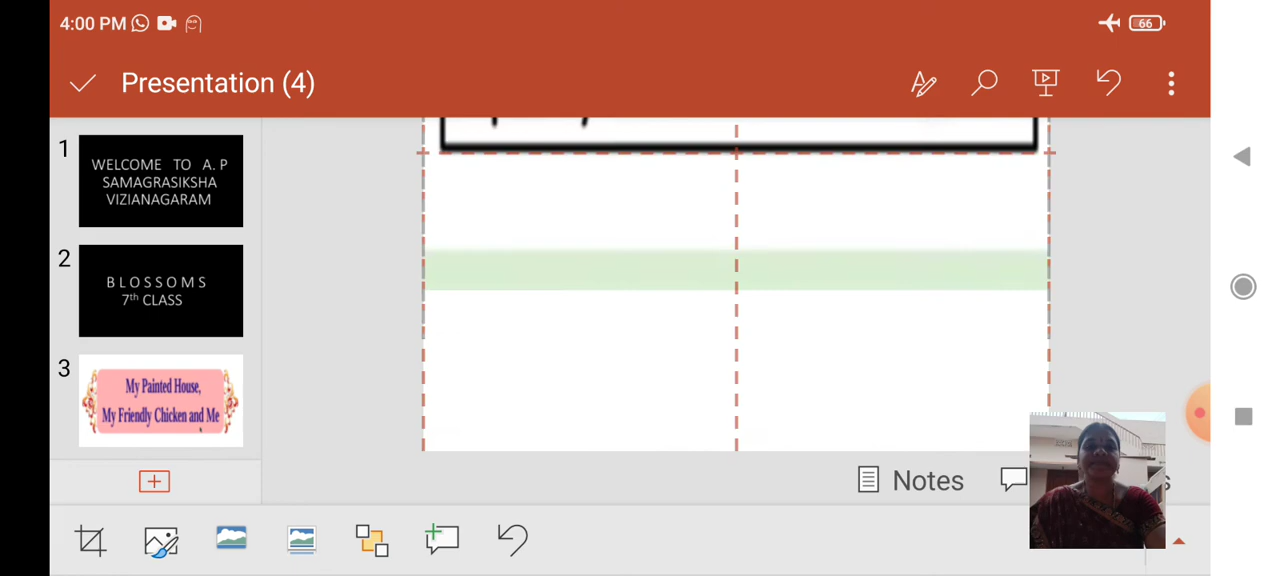 4:00 PM
66
Presentation (4)
1
WELCOME TO A. P
SAMAGRASIKSHA
VIZIANAGARAM
2
B L O S S O M S
7th CLASS
3
My Painted House,
My Friendly Chicken and Me
Notes